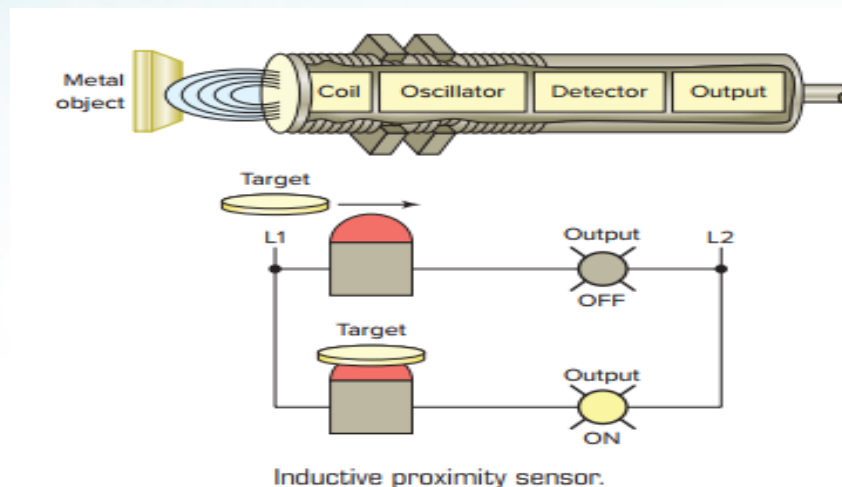 Metal
object
Coil
Oscillator
Detector
Output
Target
L1
Output
L2
OFF
Target
Output
ON
Inductive proximity sensor.